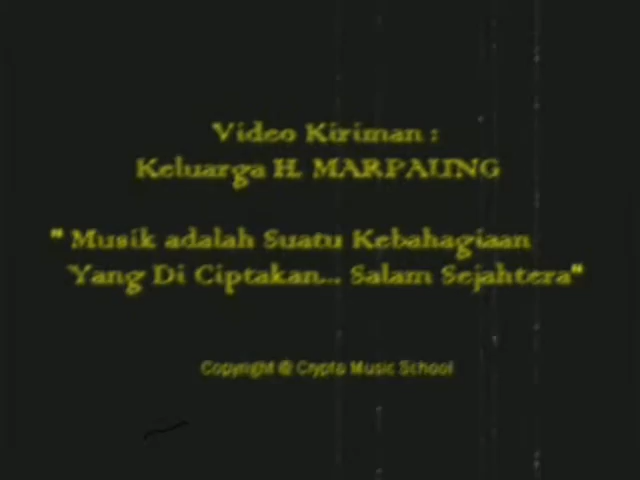 Video Kiriman :
Keluarga H. MARPAUNG
" Musik adalah Suatu Kebahagiaan
Yang Di Ciptakan... Salam Sejahtera"
Copyright @ Crypto Music School